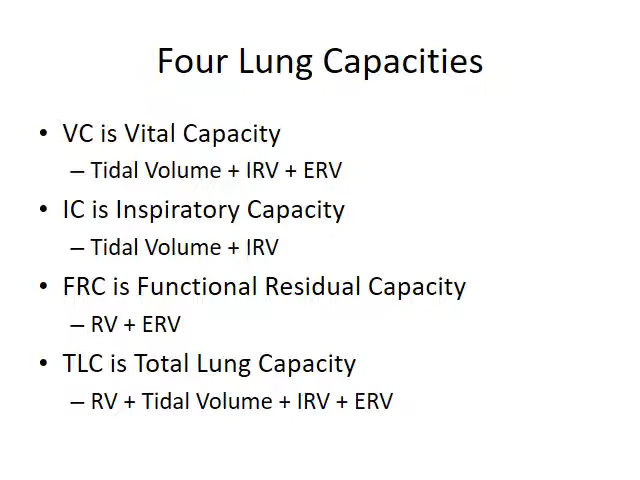 Four Lung Capacities
• VC is Vital Capacity
– Tidal Volume + IRV + ERV
• IC is Inspiratory Capacity
– Tidal Volume + IRV
• FRC is Functional Residual Capacity
– RV + ERV
• TLC is Total Lung Capacity
– RV + Tidal Volume + IRV + ERV